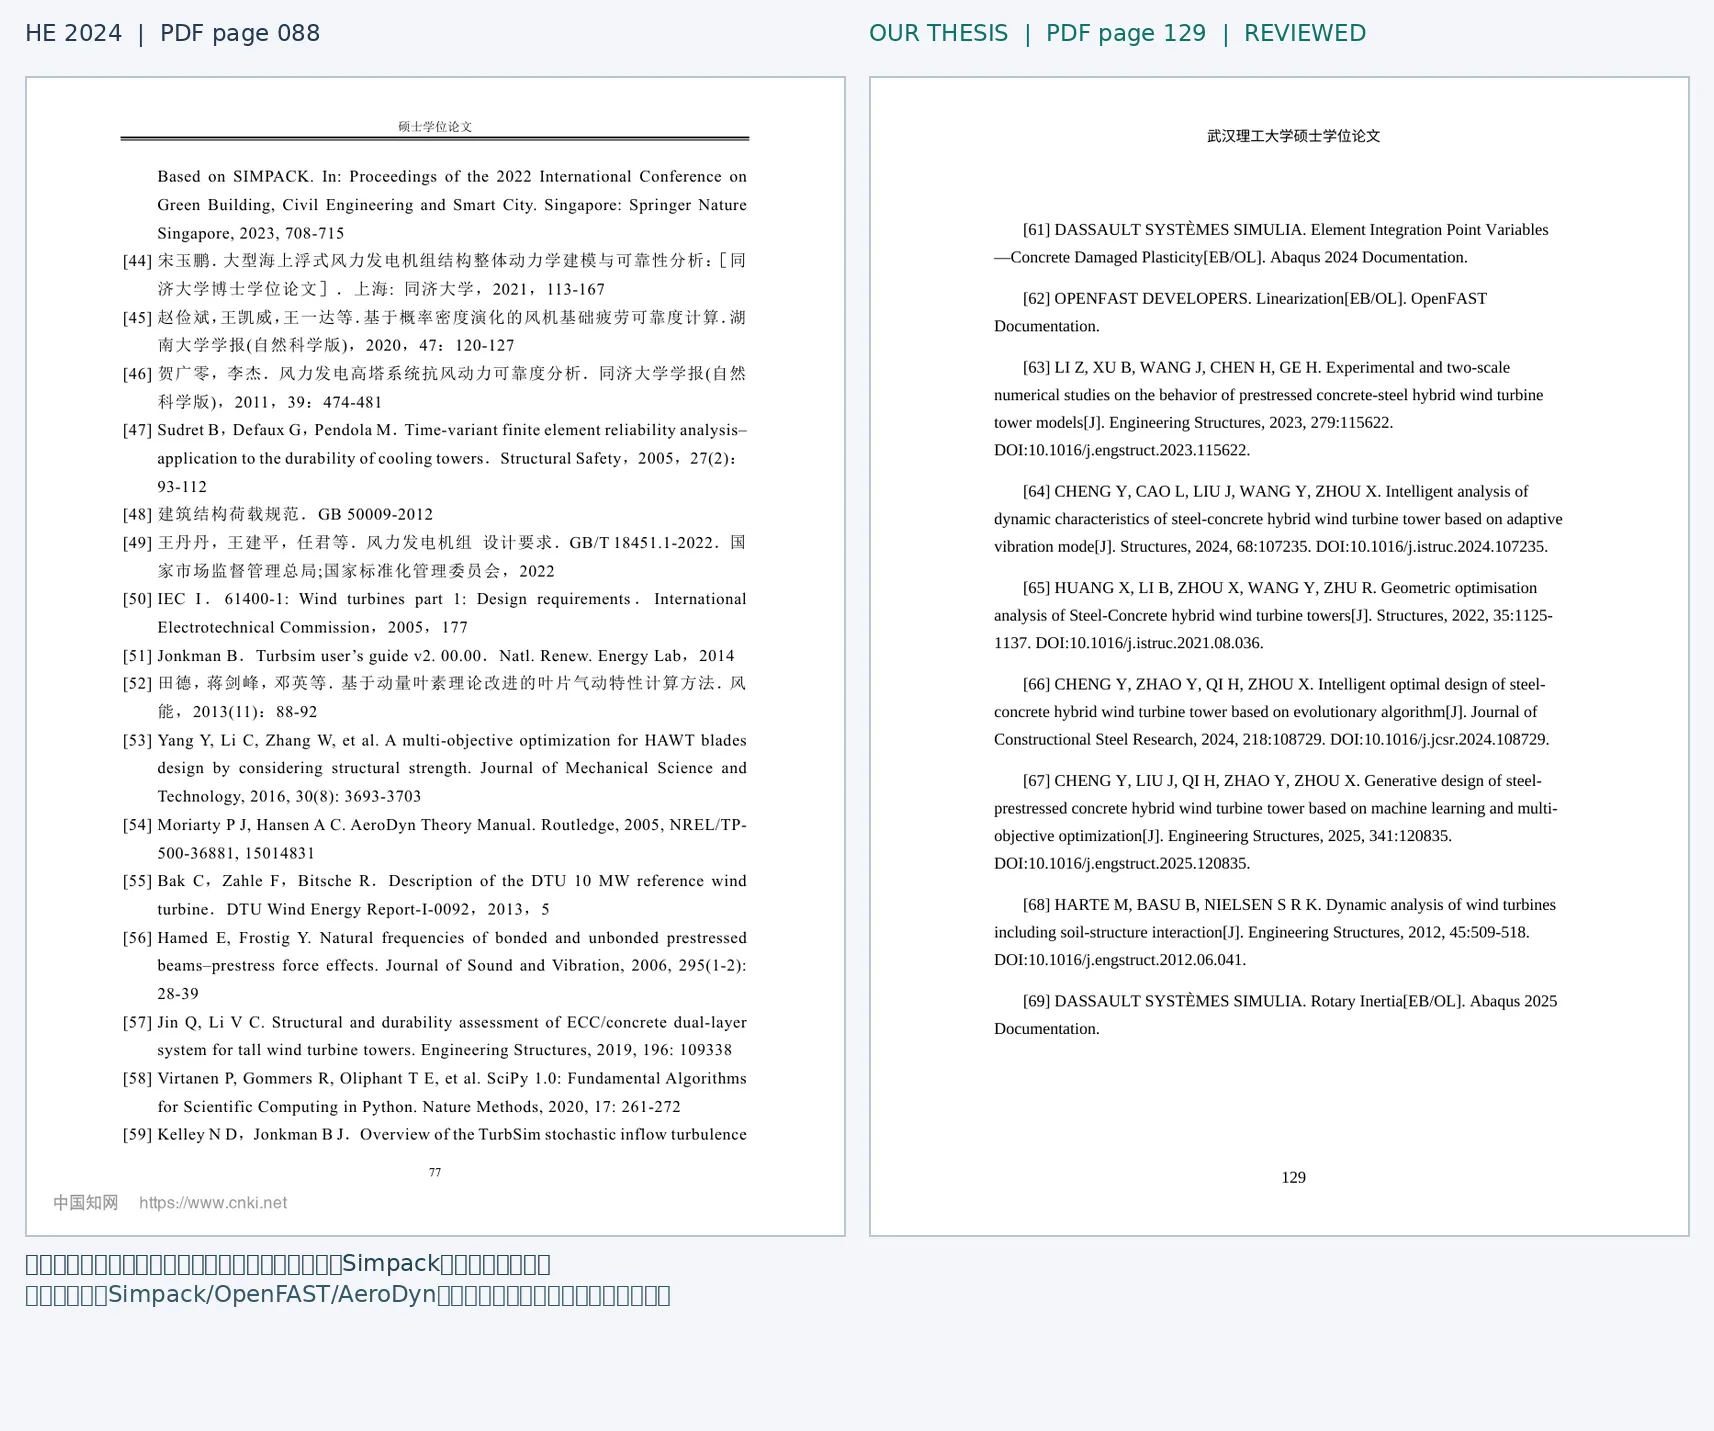 HE 2024 | PDF page 088
硕士学位论文
Based on SIMPACK. In: Proceedings of the 2022 International Conference on
Green Building, Civil Engineering and Smart City. Singapore: Springer Nature
Singapore, 2023, 708-715
[44] 宋玉鹏．大型海上浮式风力发电机组结构整体动力学建模与可靠性分析：［同
济大学博士学位论文］．上海: 同济大学，2021，113-167
[45] 赵俭斌,王凯威,王一达等.基于概率密度演化的风机基础疲劳可靠度计算.湖
南大学学报(自然科学版)，2020，47：120-127
[46] 贺广零，李杰．风力发电高塔系统抗风动力可靠度分析．同济大学学报(自然
科学版)，2011，39：474-481
[47] Sudret B，Defaux G，Pendola M．Time-variant finite element reliability analysis–
application to the durability of cooling towers．Structural Safety，2005，27(2)：
93-112
[48] 建筑结构荷载规范．GB 50009-2012
[49] 王丹丹，王建平，任君等．风力发电机组 设计要求．GB/T 18451.1-2022．国
家市场监督管理总局;国家标准化管理委员会，2022
[50] IEC I．61400-1: Wind turbines part 1: Design requirements．International
Electrotechnical Commission，2005，177
[51] Jonkman B．Turbsim user’s guide v2. 00.00．Natl. Renew. Energy Lab，2014
[52] 田德，蒋剑峰，邓英等．基于动量叶素理论改进的叶片气动特性计算方法．风
能，2013(11)：88-92
[53] Yang Y, Li C, Zhang W, et al. A multi-objective optimization for HAWT blades
design by considering structural strength. Journal of Mechanical Science and
Technology, 2016, 30(8): 3693-3703
[54] Moriarty P J, Hansen A C. AeroDyn Theory Manual. Routledge, 2005, NREL/TP-
500-36881, 15014831
[55] Bak C，Zahle F，Bitsche R．Description of the DTU 10 MW reference wind
turbine．DTU Wind Energy Report-I-0092，2013，5
[56] Hamed E, Frostig Y. Natural frequencies of bonded and unbonded prestressed
beams–prestress force effects. Journal of Sound and Vibration, 2006, 295(1-2):
28-39
[57] Jin Q, Li V C. Structural and durability assessment of ECC/concrete dual-layer
system for tall wind turbine towers. Engineering Structures, 2019, 196: 109338
[58] Virtanen P, Gommers R, Oliphant T E, et al. SciPy 1.0: Fundamental Algorithms
for Scientific Computing in Python. Nature Methods, 2020, 17: 261-272
[59] Kelley N D，Jonkman B J．Overview of the TurbSim stochastic inflow turbulence
77
中国知网 https://www.cnki.net
OUR THESIS | PDF page 129 | REVIEWED
武汉理工大学硕士学位论文
[61] DASSAULT SYSTÈMES SIMULIA. Element Integration Point Variables
—Concrete Damaged Plasticity[EB/OL]. Abaqus 2024 Documentation.
[62] OPENFAST DEVELOPERS. Linearization[EB/OL]. OpenFAST
Documentation.
[63] LI Z, XU B, WANG J, CHEN H, GE H. Experimental and two-scale
numerical studies on the behavior of prestressed concrete-steel hybrid wind turbine
tower models[J]. Engineering Structures, 2023, 279:115622.
DOI:10.1016/j.engstruct.2023.115622.
[64] CHENG Y, CAO L, LIU J, WANG Y, ZHOU X. Intelligent analysis of
dynamic characteristics of steel-concrete hybrid wind turbine tower based on adaptive
vibration mode[J]. Structures, 2024, 68:107235. DOI:10.1016/j.istruc.2024.107235.
[65] HUANG X, LI B, ZHOU X, WANG Y, ZHU R. Geometric optimisation
analysis of Steel-Concrete hybrid wind turbine towers[J]. Structures, 2022, 35:1125-
1137. DOI:10.1016/j.istruc.2021.08.036.
[66] CHENG Y, ZHAO Y, QI H, ZHOU X. Intelligent optimal design of steel-
concrete hybrid wind turbine tower based on evolutionary algorithm[J]. Journal of
Constructional Steel Research, 2024, 218:108729. DOI:10.1016/j.jcsr.2024.108729.
[67] CHENG Y, LIU J, QI H, ZHAO Y, ZHOU X. Generative design of steel-
prestressed concrete hybrid wind turbine tower based on machine learning and multi-
objective optimization[J]. Engineering Structures, 2025, 341:120835.
DOI:10.1016/j.engstruct.2025.120835.
[68] HARTE M, BASU B, NIELSEN S R K. Dynamic analysis of wind turbines
including soil-structure interaction[J]. Engineering Structures, 2012, 45:509-518.
DOI:10.1016/j.engstruct.2012.06.041.
[69] DASSAULT SYSTÈMES SIMULIA. Rotary Inertia[EB/OL]. Abaqus 2025
Documentation.
129
Simpack
Simpack/OpenFAST/AeroDyn